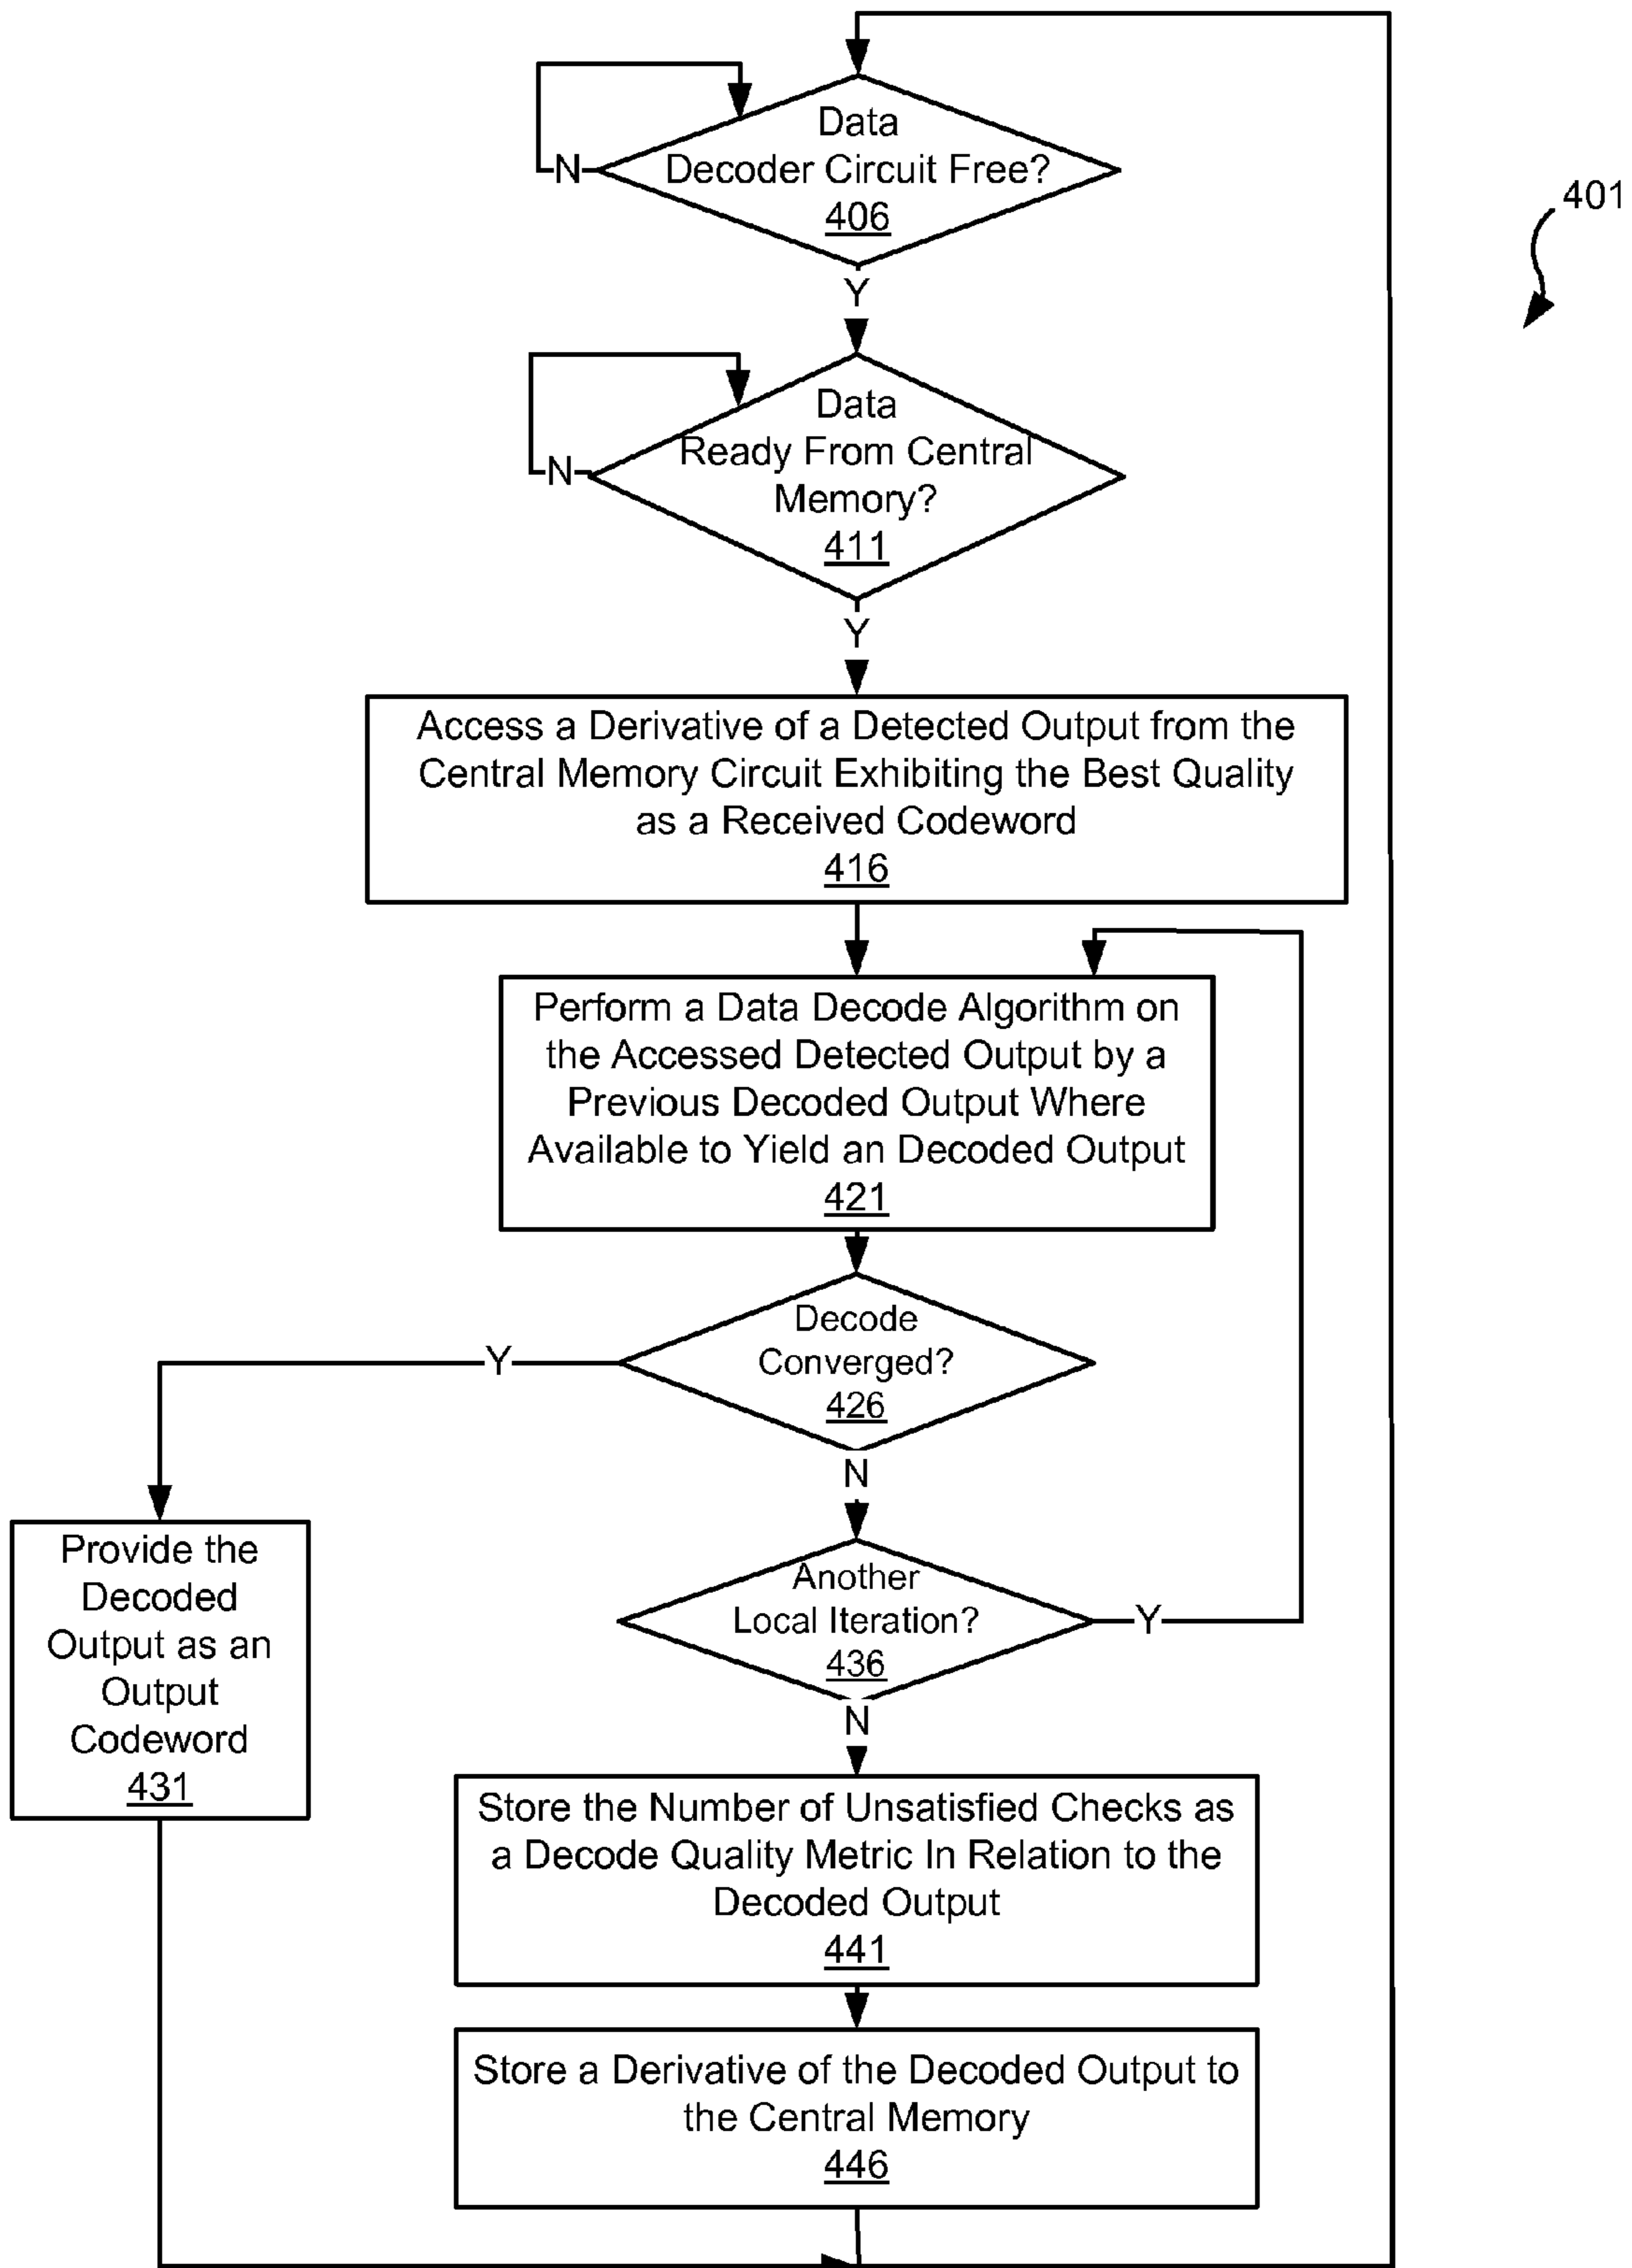 Data
Decoder Circuit Free?
406
N
401
Y
Data
Ready From Central
Memory?
411
N
Y
Access a Derivative of a Detected Output from the
Central Memory Circuit Exhibiting the Best Quality
as a Received Codeword
416
Perform a Data Decode Algorithm on
the Accessed Detected Output by a
Previous Decoded Output Where
Available to Yield an Decoded Output
421
Decode
Converged?
426
Y
N
Provide the
Decoded
Output as an
Output
Codeword
431
Another
Local Iteration?
436
Y
N
Store the Number of Unsatisfied Checks as
a Decode Quality Metric In Relation to the
Decoded Output
441
Store a Derivative of the Decoded Output to
the Central Memory
446